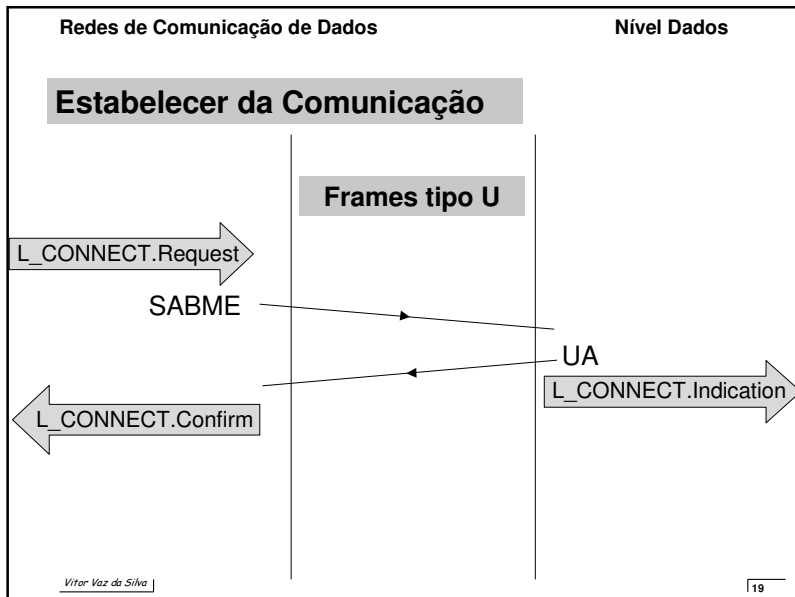 Redes de Comunicação de Dados
Nível Dados
Estabelecer da Comunicação
Frames tipo U
L_CONNECT.Request
SABME
UA
L_CONNECT.Indication
L_CONNECT.Confirm
Vitor Vaz da Silva
19